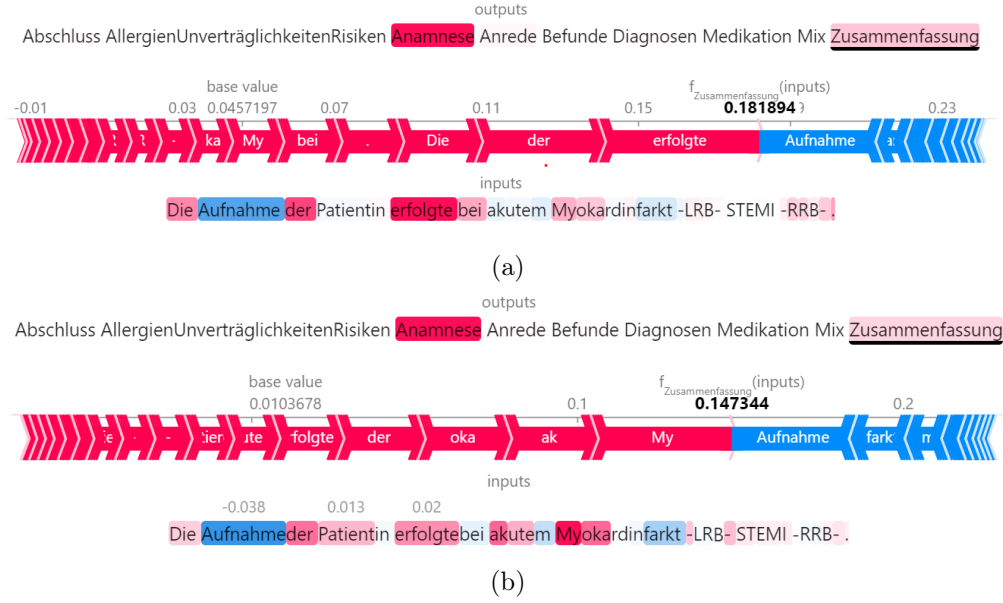 outputs
Abschluss AllergienUnverträglichkeitenRisiken Anamnese Anrede Befunde Diagnosen Medikation Mix Zusammenfassung
base value f Zusammenfassung (inputs)
-0.01 0.03 0.0457197 0.07 0.11 0.15 0.181894 0.23
- ka My bei . Die der erfolgte Aufnahme
inputs
Die Aufnahme der Patientin erfolgte bei akutem Myokardinfarkt -LRB- STEMI -RRB- .
(a)
outputs
Abschluss AllergienUnverträglichkeitenRisiken Anamnese Anrede Befunde Diagnosen Medikation Mix Zusammenfassung
base value f Zusammenfassung (inputs)
0.0103678 0.1 0.147344 0.2
- - tien ute rfolgte der oka ak My Aufnahme farkt m
inputs
-0.038 0.013 0.02
Die Aufnahmeder Patientin erfolgtebei akutem Myokardinfarkt -LRB- STEMI -RRB- .
(b)